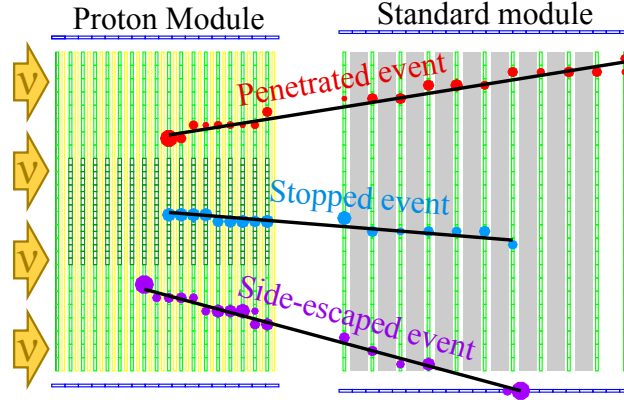 Proton Module
Standard module
ν
Penetrated event
ν
Stopped event
ν
Side-escaped event
ν